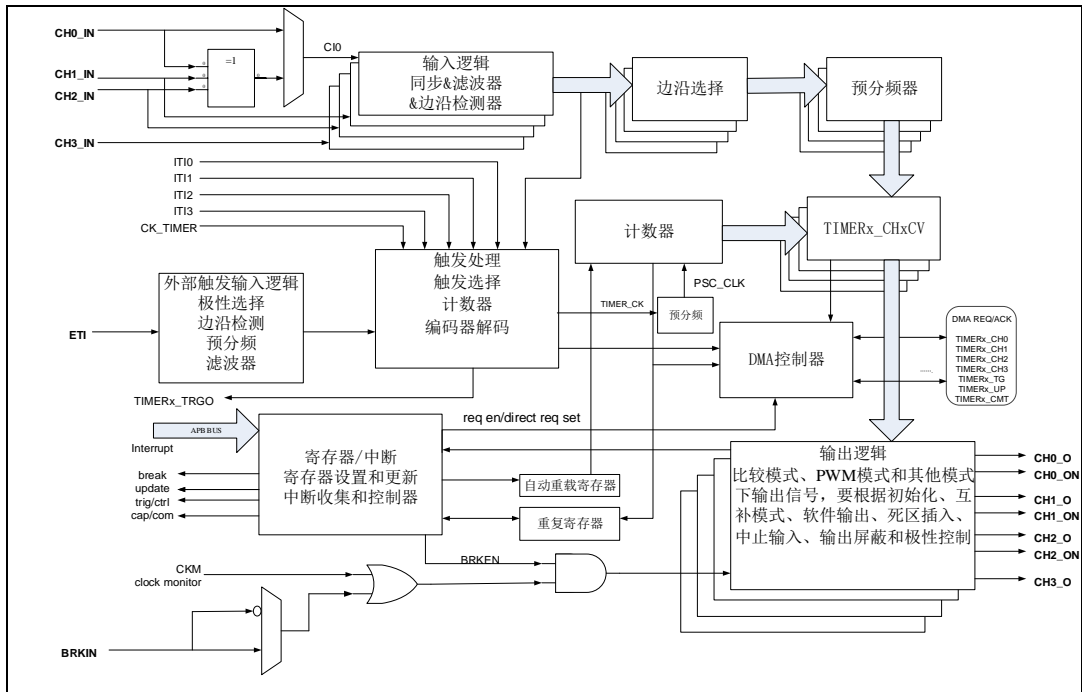 CH0_IN
CH1_IN
CH2_IN
CH3_IN
=1
CI0
输入逻辑
同步&滤波器
&边沿检测器
边沿选择
预分频器
ITI0
ITI1
ITI2
ITI3
CK_TIMER
计数器
TIMERx_CHxCV
触发处理
触发选择
计数器
编码器解码
外部触发输入逻辑
极性选择
边沿检测
预分频
滤波器
ETI
TIMER_CK
PSC_CLK
预分频
DMA控制器
DMA REQ/ACK
TIMERx_CH0
TIMERx_CH1
TIMERx_CH2
TIMERx_CH3
TIMERx_TG
TIMERx_UP
TIMERx_CMT
……
TIMERx_TRGO
req en/direct req set
APB BUS
Interrupt
break
update
trig/ctrl
cap/com
寄存器/中断
寄存器设置和更新
中断收集和控制器
自动重载寄存器
重复寄存器
输出逻辑
比较模式、PWM模式和其他模式
下输出信号，要根据初始化、互
补模式、软件输出、死区插入、
中止输入、输出屏蔽和极性控制
CH0_O
CH0_ON
CH1_O
CH1_ON
CH2_O
CH2_ON
CH3_O
BRKEN
CKM
clock monitor
BRKIN